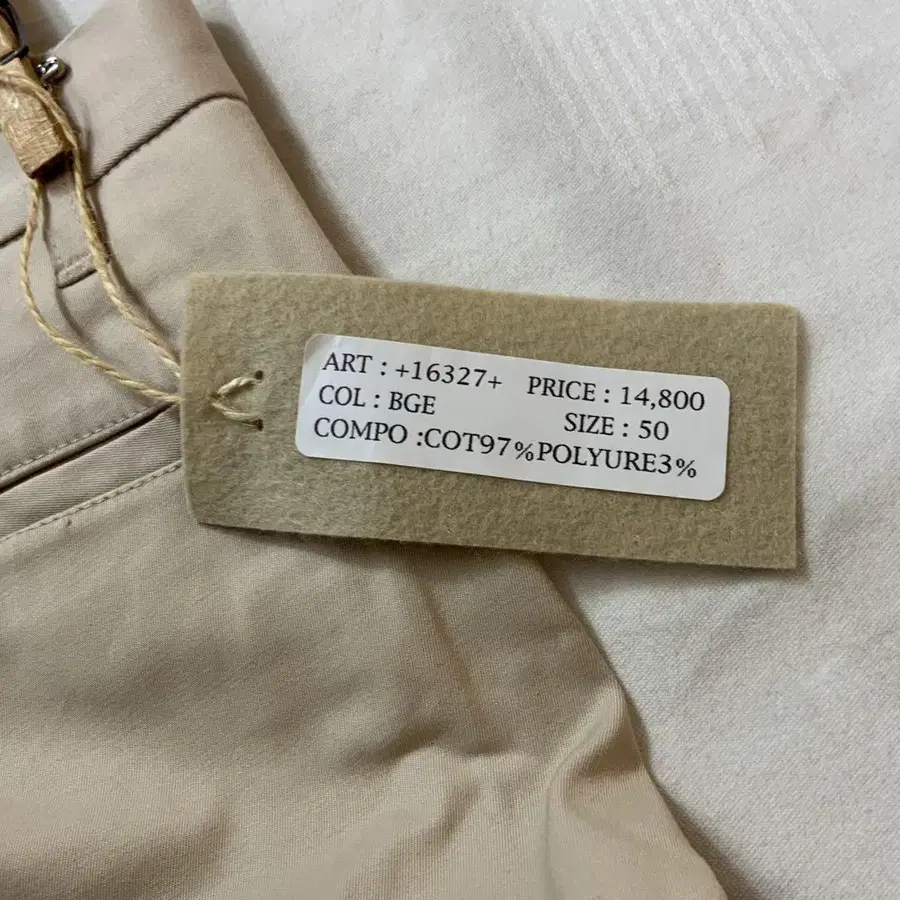 ART : +16327+ PRICE : 14,800
COL : BGE SIZE : 50
COMPO :COT97%POLYURE3%